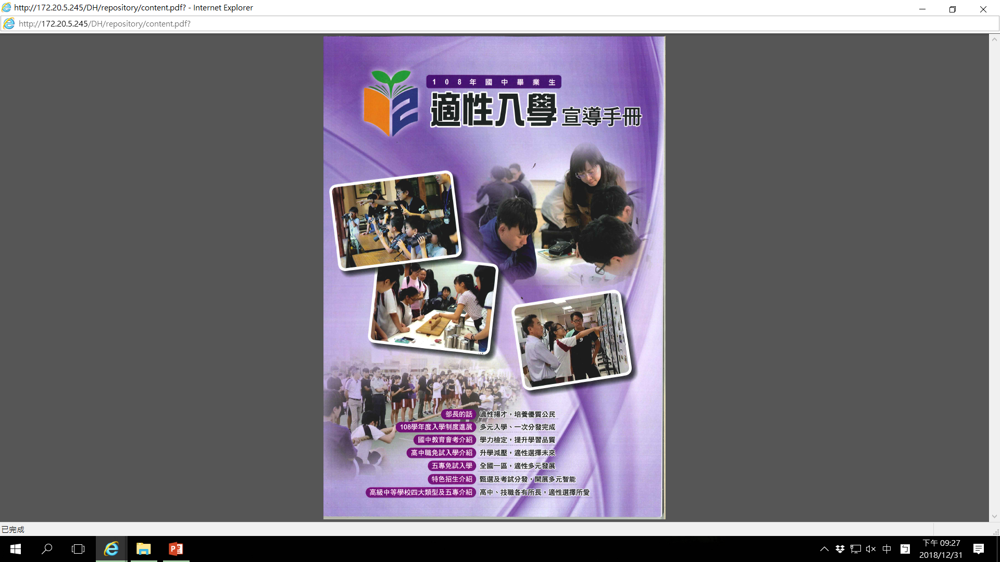 http://172.20.5.245/DH/repository/content.pdf? - Internet Explorer
http://172.20.5.245/DH/repository/content.pdf?
108年國中畢業生
適性入學宣導手冊
部長的話 適性揚才，培養優質公民
108學年度入學制度進展 多元入學、一次分發完成
國中教育會考介紹 學力檢定，提升學習品質
高中職免試入學介紹 升學減壓，適性選擇未來
五專免試入學 全國一區，適性多元發展
特色招生介紹 甄選及考試分發，開展多元智能
高級中等學校四大類型及五專介紹 高中、技職各有所長，適性選擇所愛
已完成
中
下午 09:27
2018/12/31